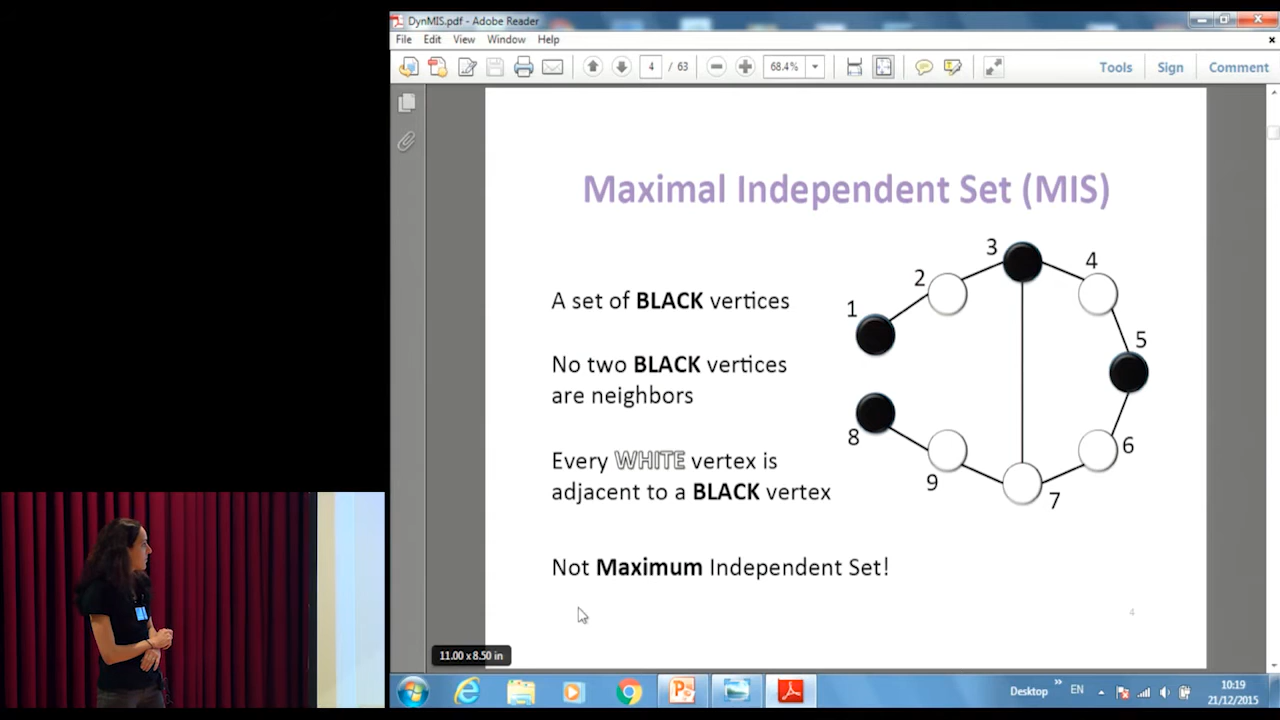 DynMIS.pdf - Adobe Reader
File Edit View Window Help
4 / 63 68.4% Tools Sign Comment
Maximal Independent Set (MIS)
A set of BLACK vertices
No two BLACK vertices
are neighbors
Every WHITE vertex is
adjacent to a BLACK vertex
Not Maximum Independent Set!
1
2
3
4
5
6
7
8
9
4
11.00 x 8.50 in
Desktop EN 10:19
21/12/2015